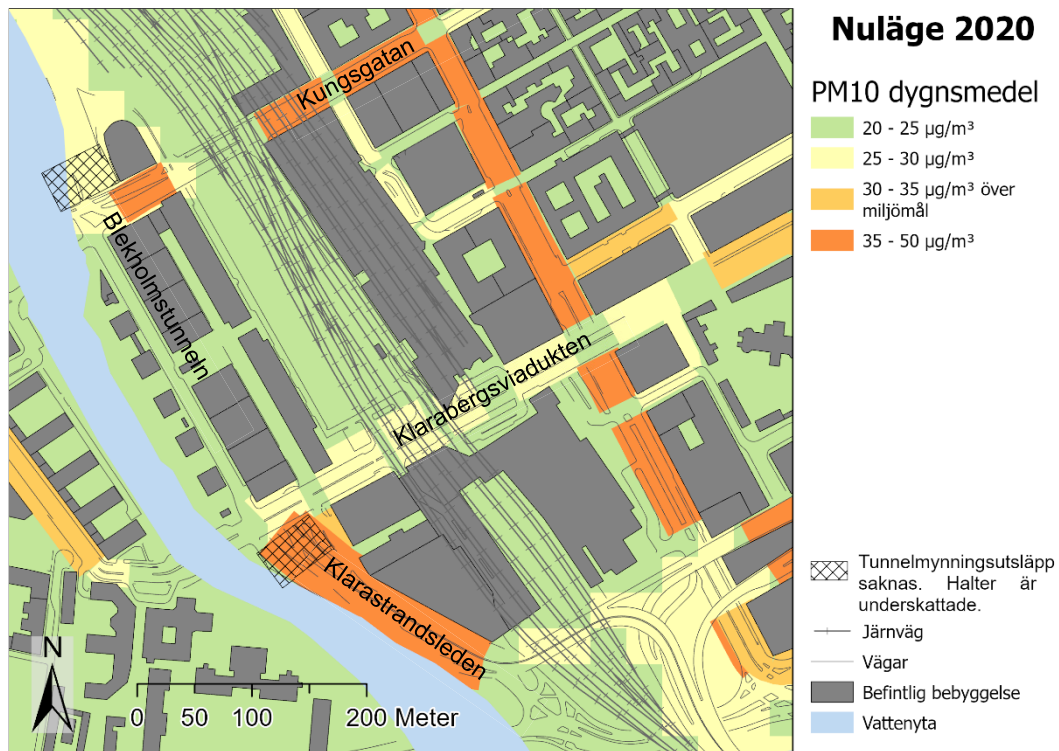 Nuläge 2020
PM10 dygnsmedel
20 - 25 µg/m³
25 - 30 µg/m³
30 - 35 µg/m³ över
miljömål
35 - 50 µg/m³
Kungsgatan
Blekholmstunneln
Klarabergsviadukten
Klarastrandsleden
N
0 50 100 200 Meter
Tunnelmynningsutsläpp
saknas. Halter är
underskattade.
Järnväg
Vägar
Befintlig bebyggelse
Vattenyta